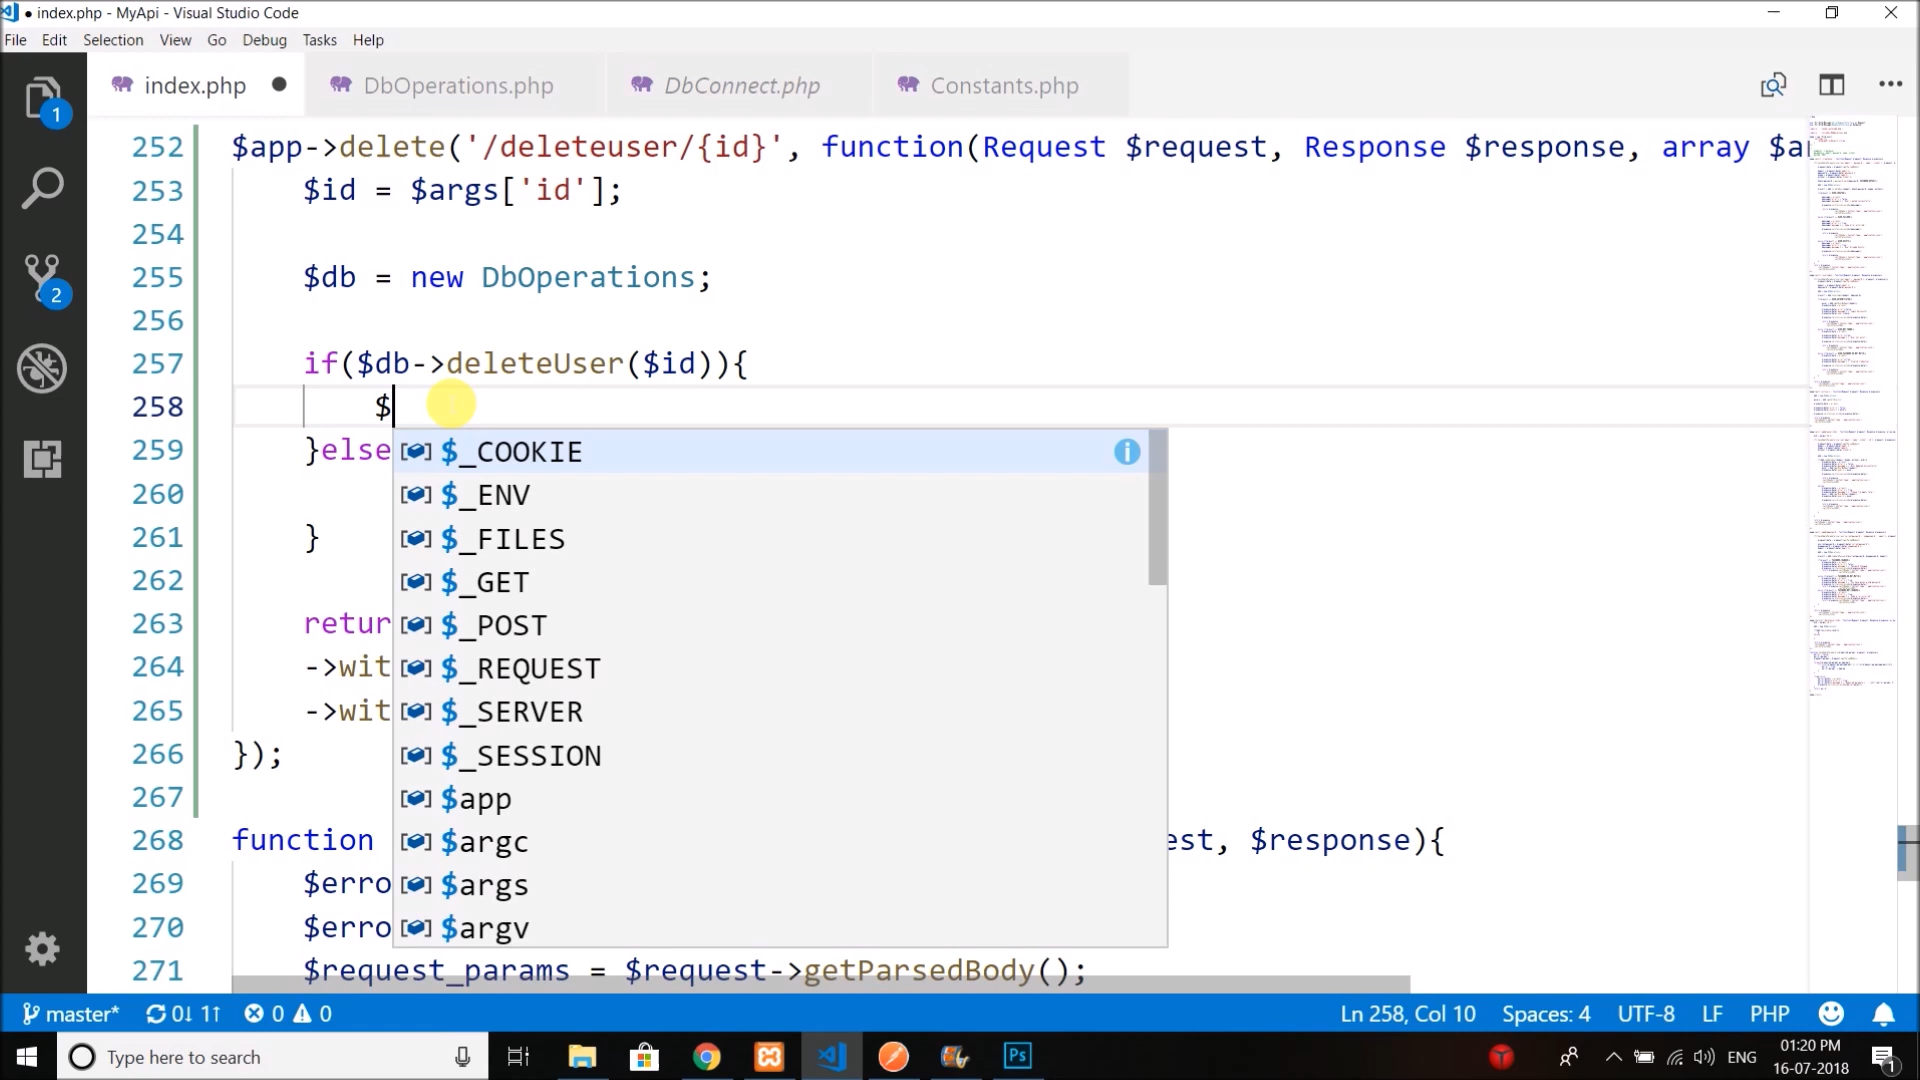 index.php - MyApi - Visual Studio Code
File Edit Selection View Go Debug Tasks Help
index.php DbOperations.php DbConnect.php Constants.php
1
2
252 $app->delete('/deleteuser/{id}', function(Request $request, Response $response, array $a
253 $id = $args['id'];
254
255 $db = new DbOperations;
256
257 if($db->deleteUser($id)){
258 $
259 }else
260
261 }
262
263 retur
264 ->wit
265 ->wit
266 });
267
268 function est, $response){
269 $erro
270 $erro
271 $request_params = $request->getParsedBody();
$_COOKIE
$_ENV
$_FILES
$_GET
$_POST
$_REQUEST
$_SERVER
$_SESSION
$app
$argc
$args
$argv
master* 0↓ 1↑ 0 0 Ln 258, Col 10 Spaces: 4 UTF-8 LF PHP
Type here to search Ps ENG 01:20 PM
16-07-2018 1